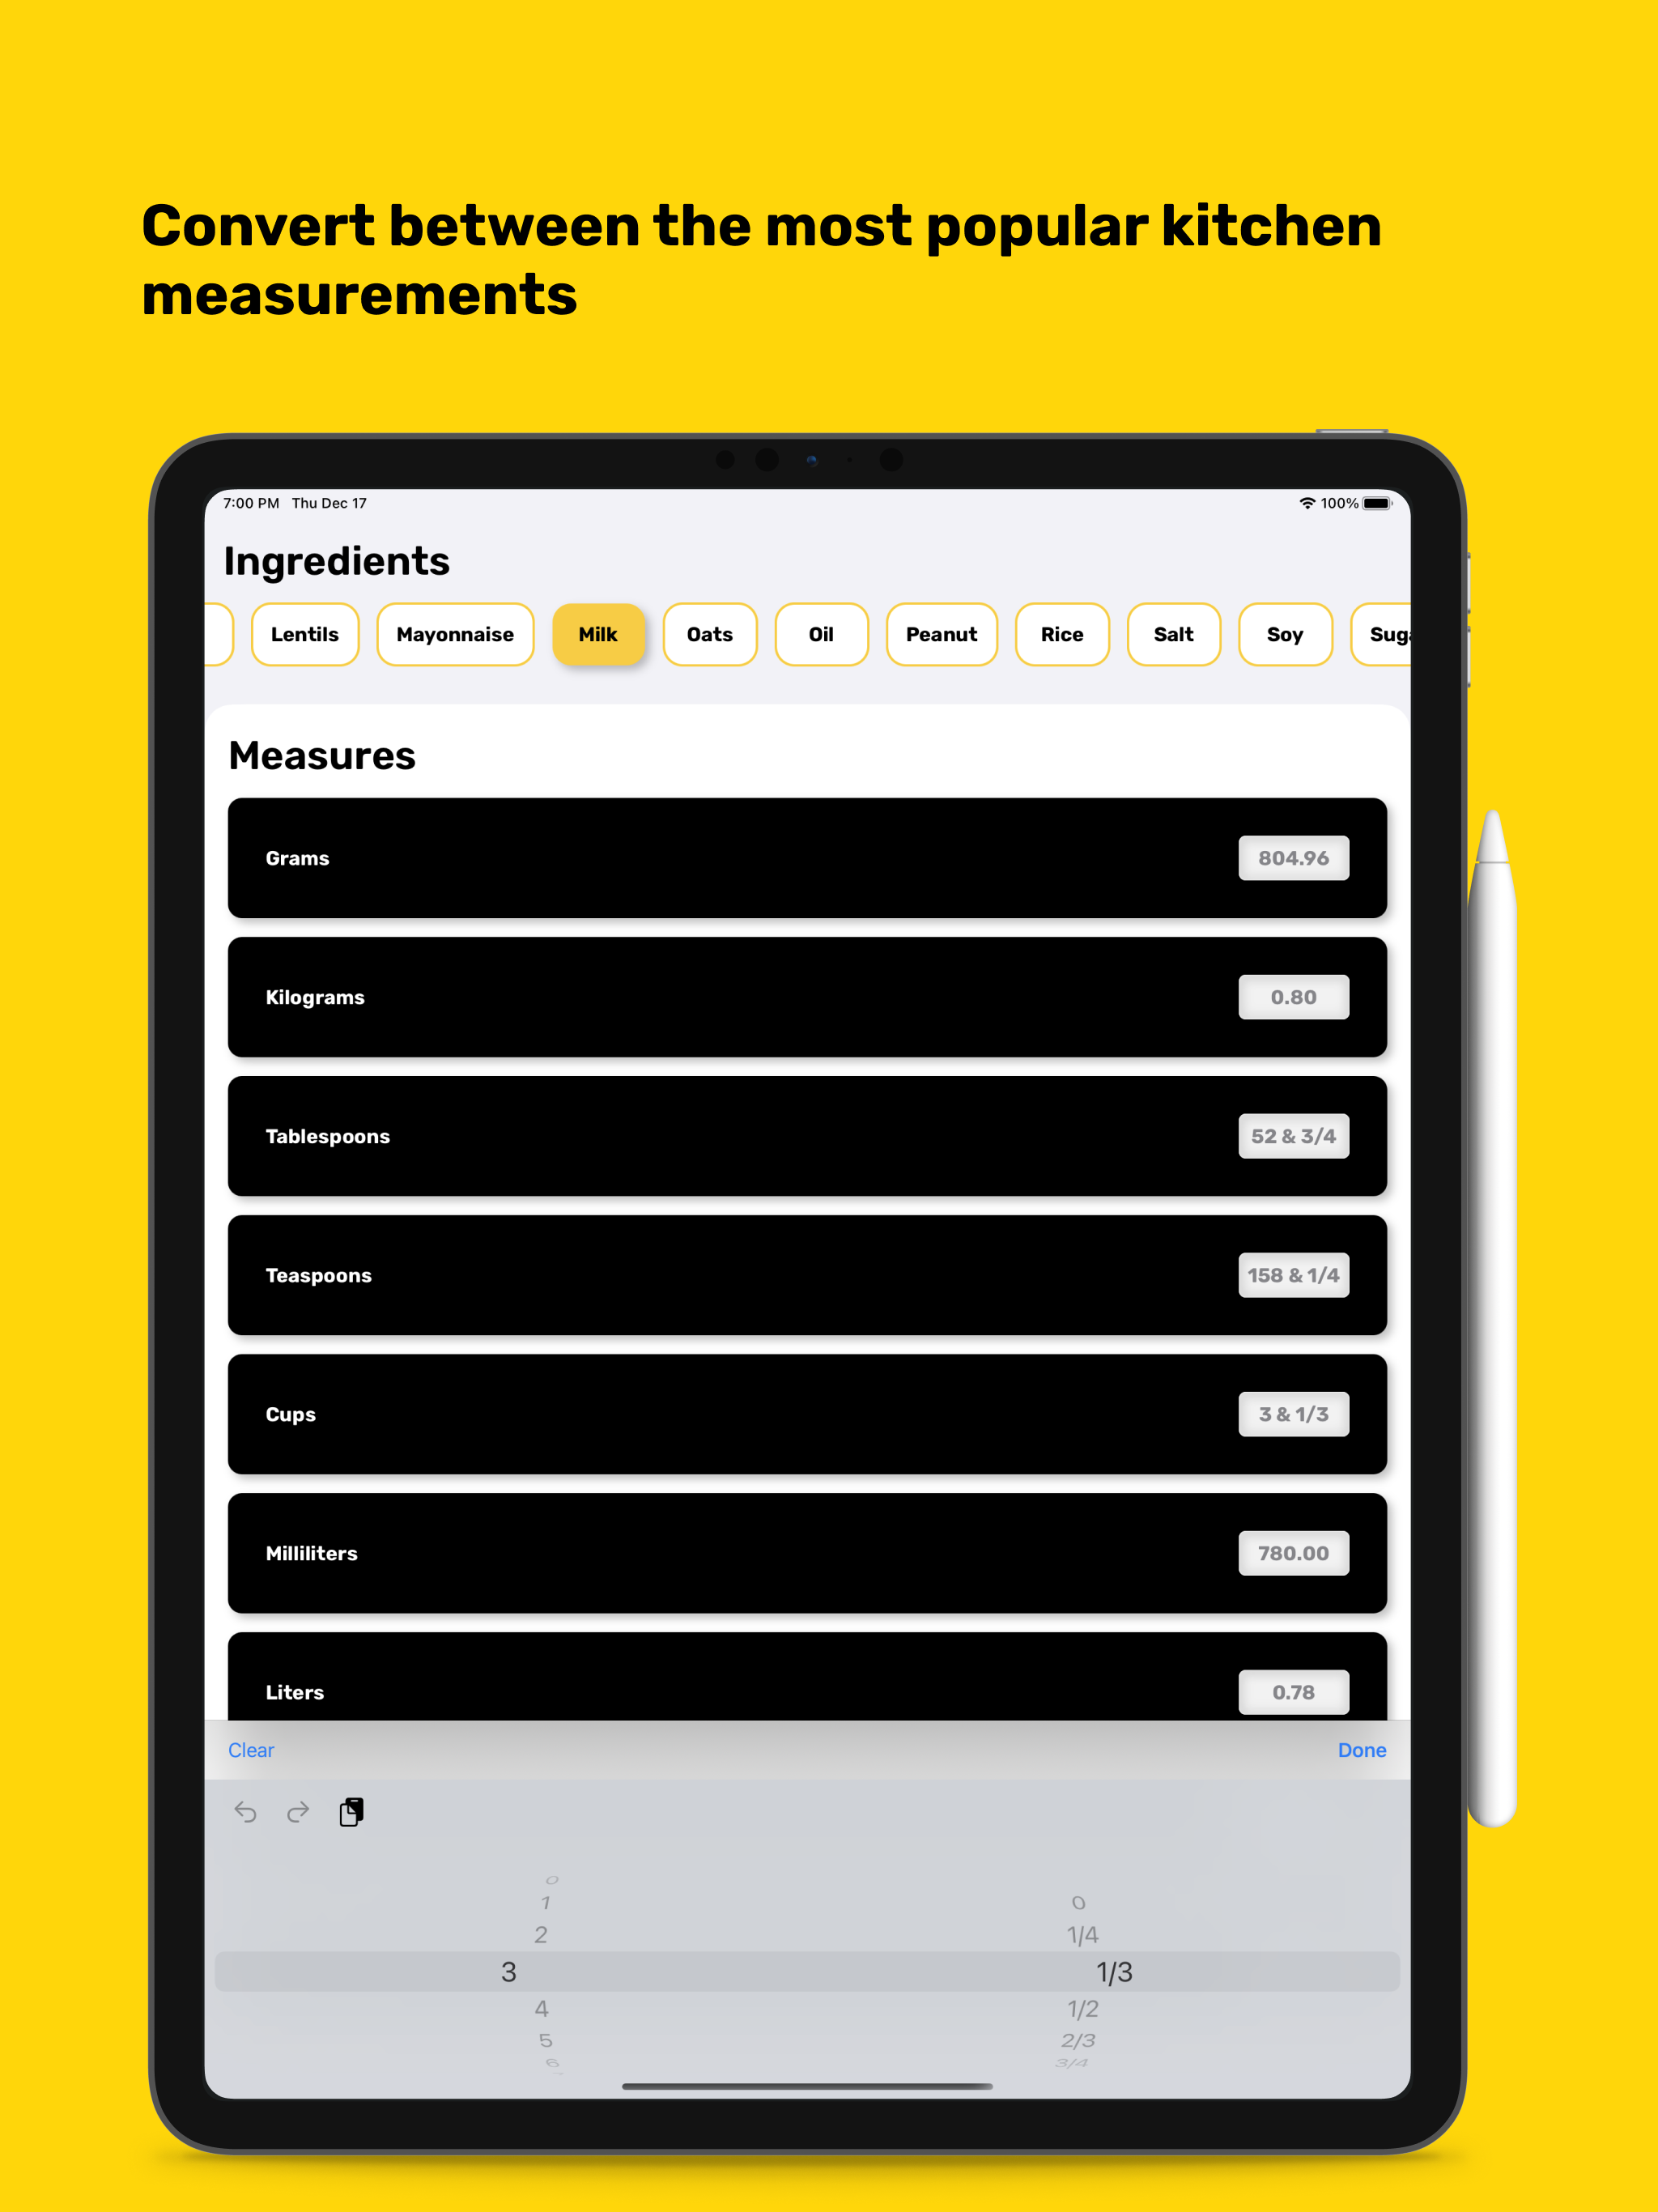 Convert between the most popular kitchen
measurements
7:00 PM Thu Dec 17
100%
Ingredients
Lentils Mayonnaise Milk Oats Oil Peanut Rice Salt Soy
Measures
Grams 804.96
Kilograms 0.80
Tablespoons 52 & 3/4
Teaspoons 158 & 1/4
Cups 3 & 1/3
Milliliters 780.00
Liters 0.78
Clear Done
0
1 0
2 1/4
3 1/3
4 1/2
5 2/3
6 3/4